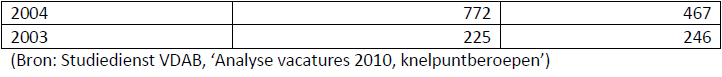 2004 772 467
2003 225 246
(Bron: Studiedienst VDAB, ‘Analyse vacatures 2010, knelpuntberoepen’)